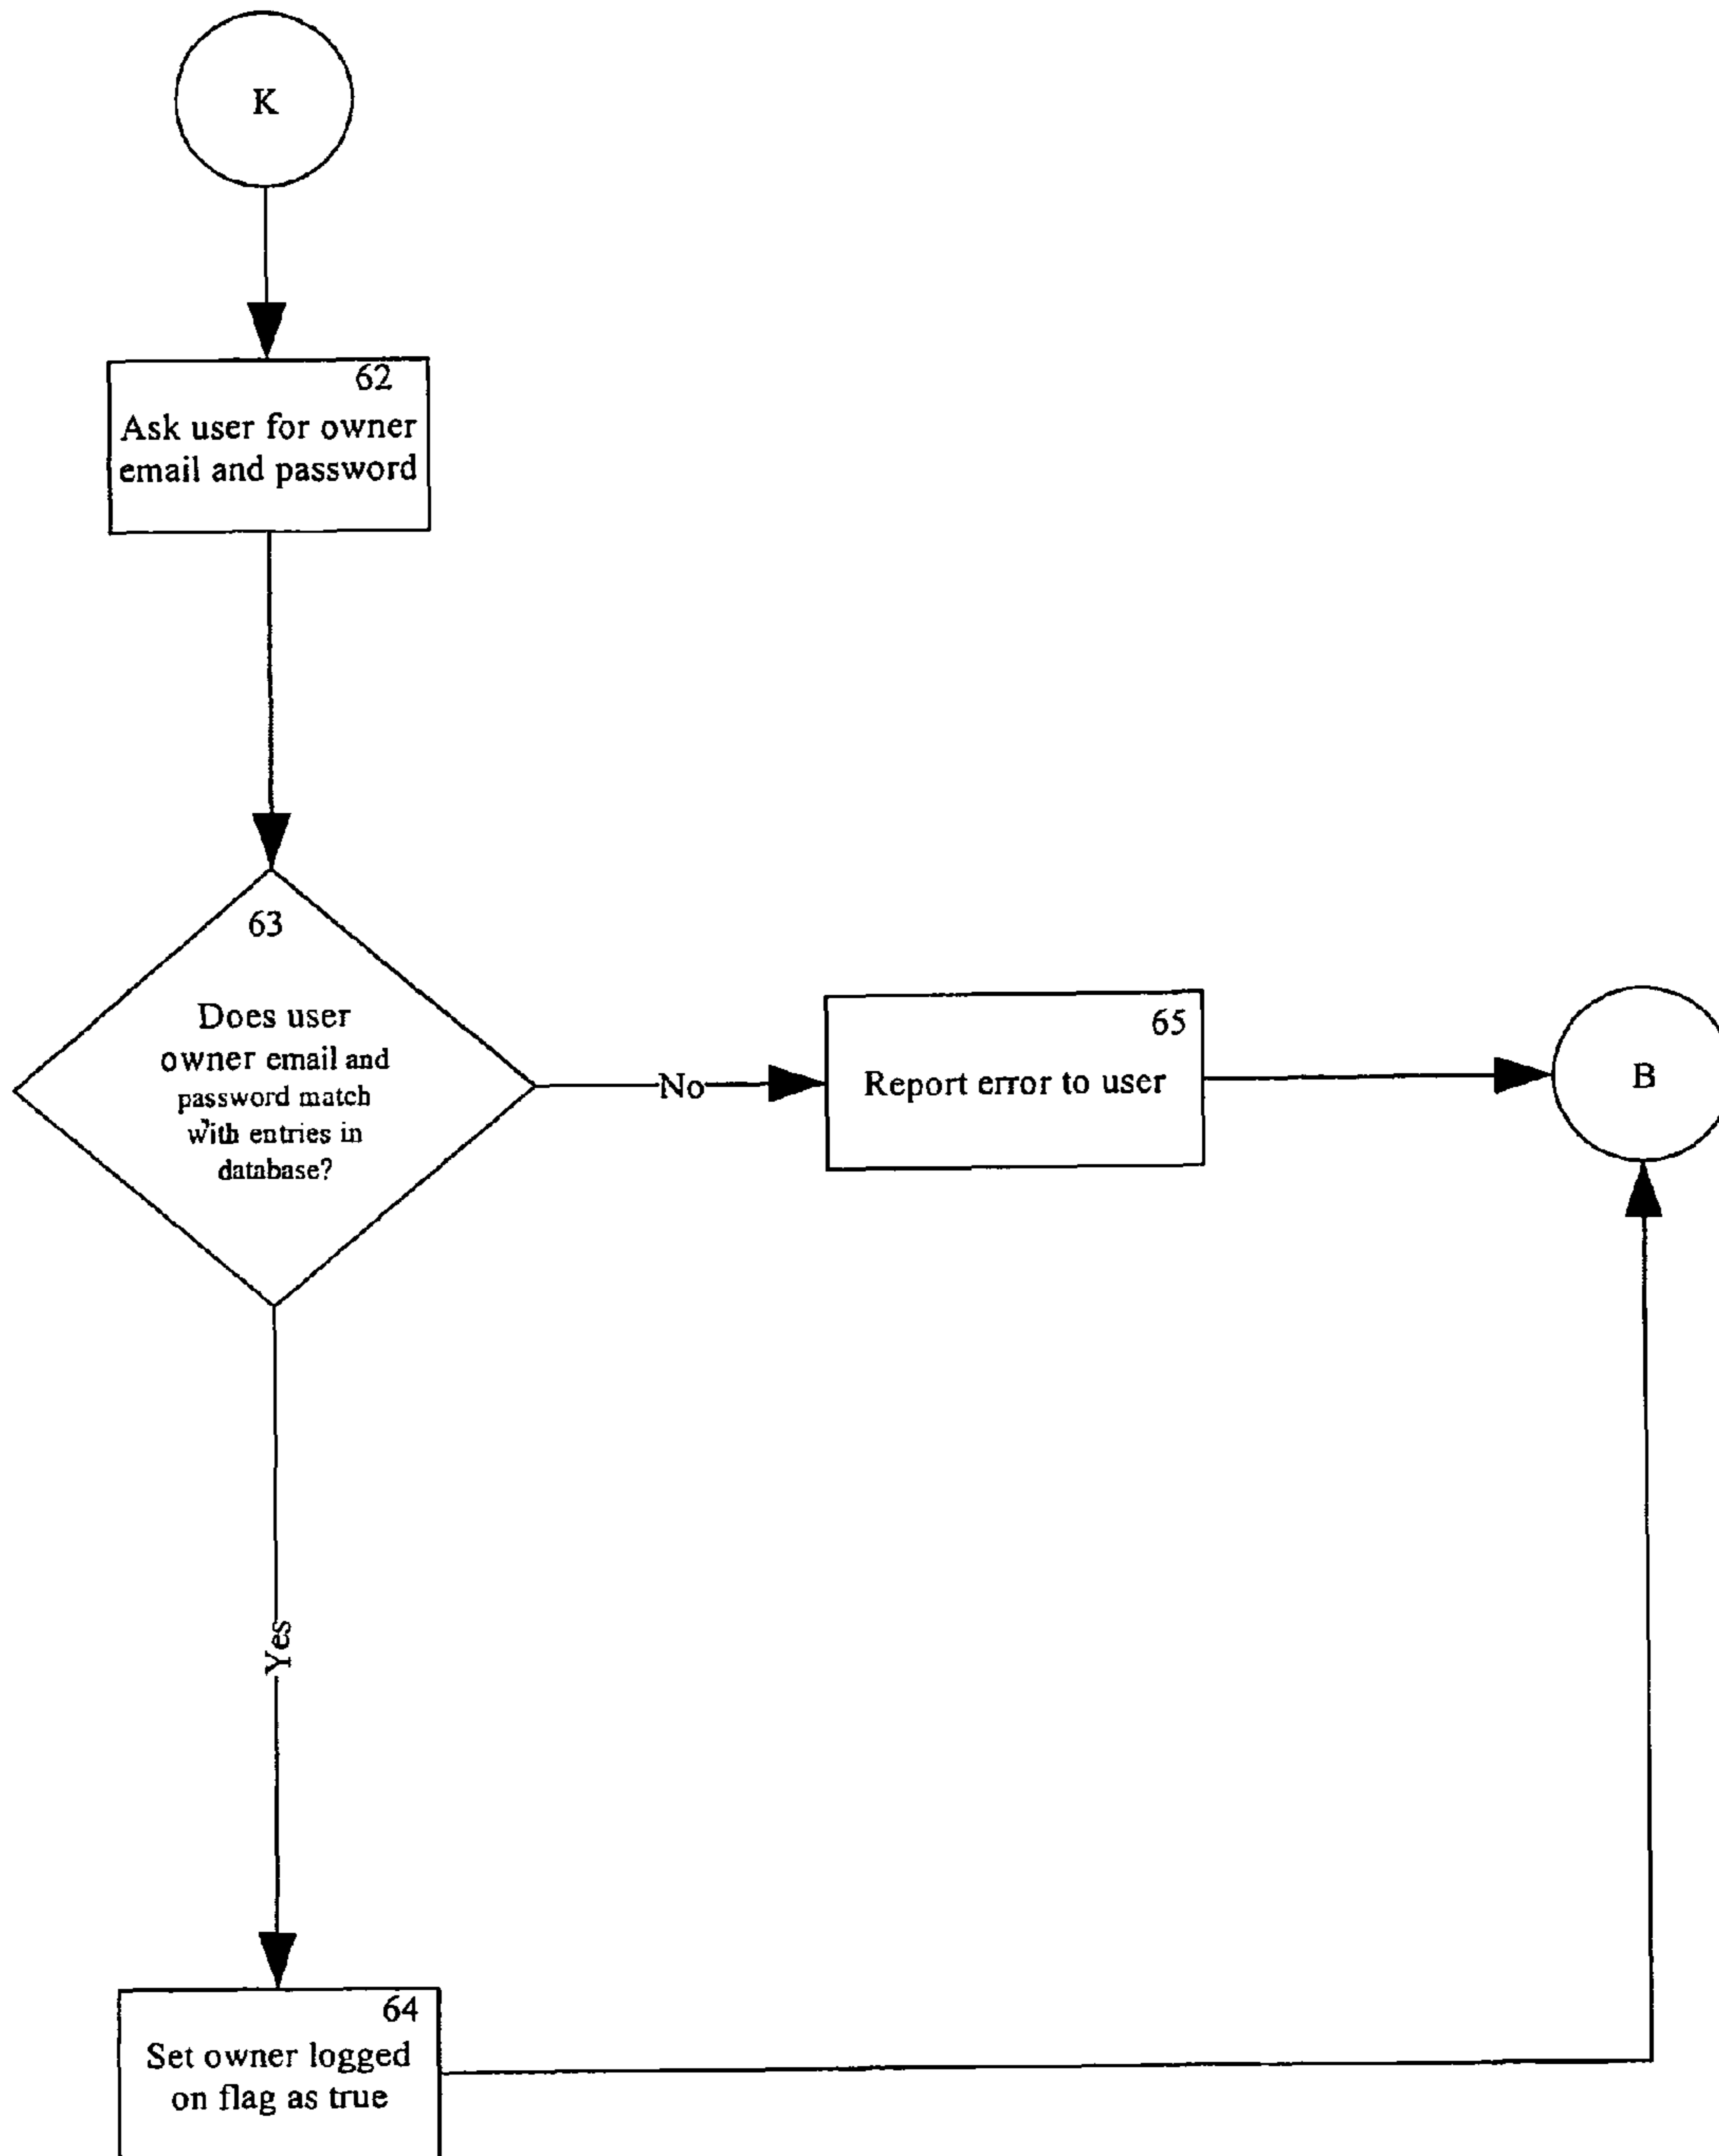 K
62
Ask user for owner
email and password
63
Does user
owner email and
password match
with entries in
database?
No
65
Report error to user
B
Yes
64
Set owner logged
on flag as true